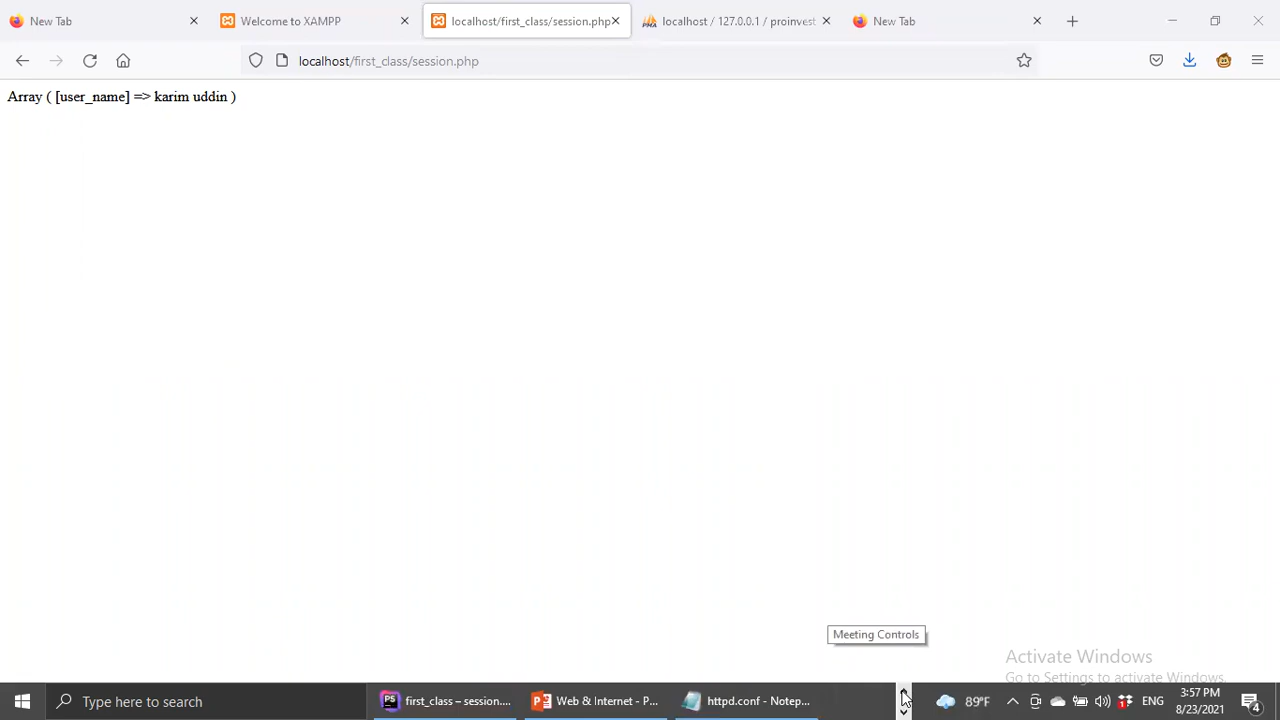 New Tab
Welcome to XAMPP
localhost/first_class/session.php
localhost / 127.0.0.1 / proinvest
New Tab
localhost/first_class/session.php
Array ( [user_name] => karim uddin )
Meeting Controls
Activate Windows
Go to Settings to activate Windows.
Type here to search
PS
first_class – session....
Web & Internet - P...
httpd.conf - Notep...
89°F
ENG
3:57 PM
8/23/2021
4